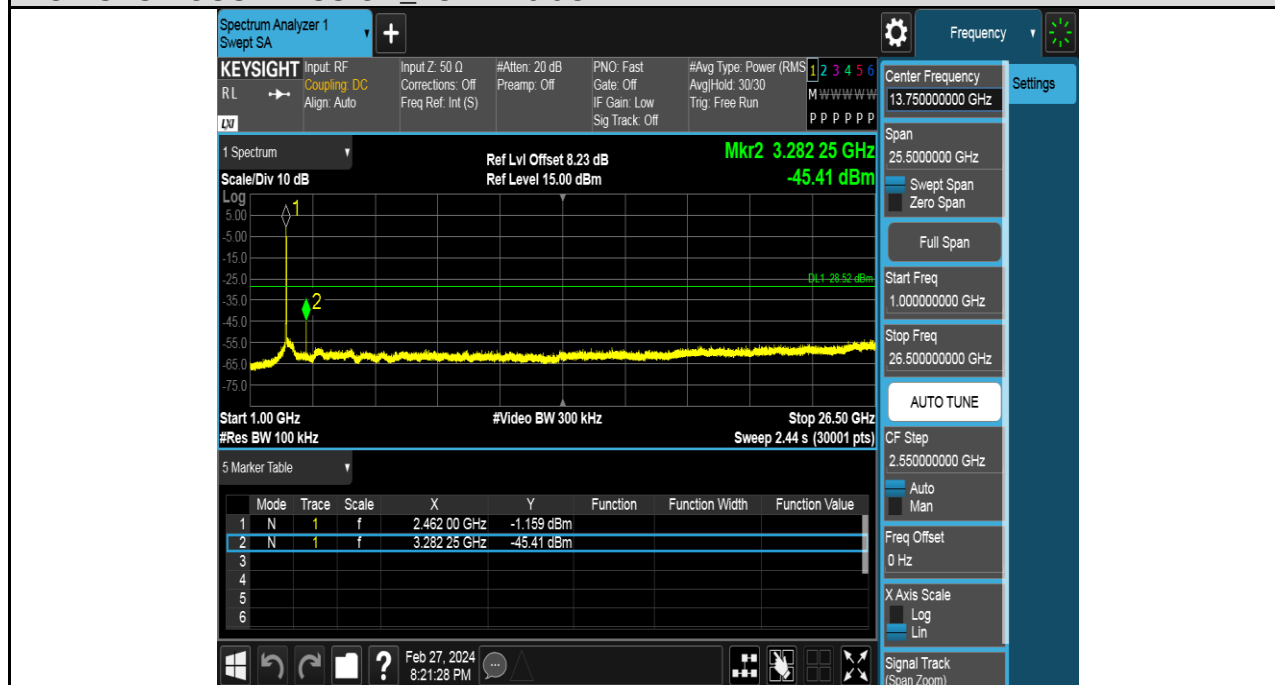 Spectrum Analyzer 1
Swept SA
+
Frequency
KEYSIGHT
RL
LXI
Input: RF
Coupling: DC
Align: Auto
Input Z: 50 Ω
Corrections: Off
Freq Ref: Int (S)
#Atten: 20 dB
Preamp: Off
PNO: Fast
Gate: Off
IF Gain: Low
Sig Track: Off
#Avg Type: Power (RMS
Avg|Hold: 30/30
Trig: Free Run
1 2 3 4 5 6
M W W W W W
P P P P P P
1 Spectrum
Scale/Div 10 dB
Ref Lvl Offset 8.23 dB
Ref Level 15.00 dBm
Mkr2 3.282 25 GHz
-45.41 dBm
Log
5.00
-5.00
-15.0
-25.0
-35.0
-45.0
-55.0
-65.0
-75.0
1
2
DL1 -28.52 dBm
Start 1.00 GHz
#Video BW 300 kHz
Stop 26.50 GHz
#Res BW 100 kHz
Sweep 2.44 s (30001 pts)
5 Marker Table
Mode Trace Scale X Y Function Function Width Function Value
1 N 1 f 2.462 00 GHz -1.159 dBm
2 N 1 f 3.282 25 GHz -45.41 dBm
3
4
5
6
?
Feb 27, 2024
8:21:28 PM
Center Frequency
13.750000000 GHz
Settings
Span
25.5000000 GHz
Swept Span
Zero Span
Full Span
Start Freq
1.000000000 GHz
Stop Freq
26.500000000 GHz
AUTO TUNE
CF Step
2.550000000 GHz
Auto
Man
Freq Offset
0 Hz
X Axis Scale
Log
Lin
Signal Track
(Span Zoom)